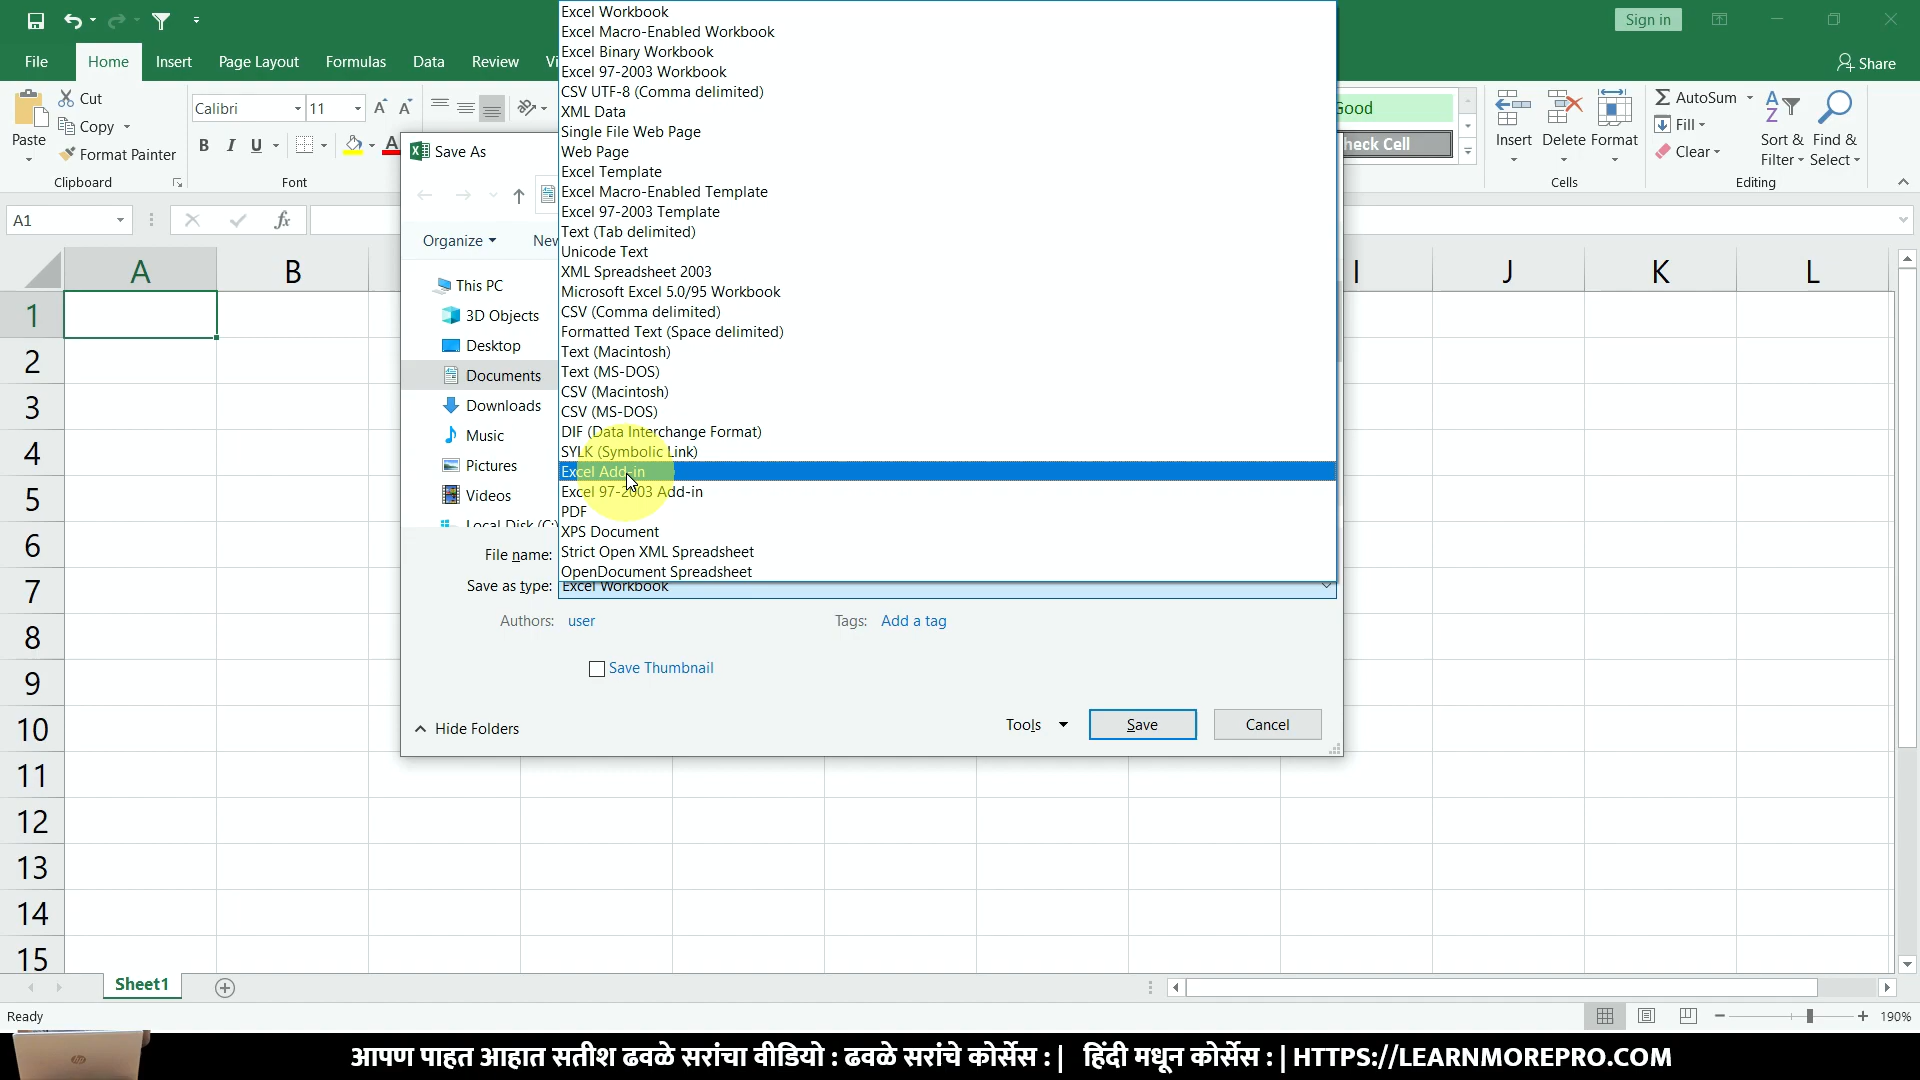 Sign in
File Home Insert Page Layout Formulas Data Review Vi
Share
Paste
Cut
Copy
Format Painter
Clipboard
Calibri 11
B I U A
Font
Good
Check Cell
Insert Delete Format
Cells
AutoSum
Fill
Clear
Sort & Filter
Find & Select
Editing
A1
fx
Save As
Organize New
This PC
3D Objects
Desktop
Documents
Downloads
Music
Pictures
Videos
Local Disk (C:)
Excel Workbook
Excel Macro-Enabled Workbook
Excel Binary Workbook
Excel 97-2003 Workbook
CSV UTF-8 (Comma delimited)
XML Data
Single File Web Page
Web Page
Excel Template
Excel Macro-Enabled Template
Excel 97-2003 Template
Text (Tab delimited)
Unicode Text
XML Spreadsheet 2003
Microsoft Excel 5.0/95 Workbook
CSV (Comma delimited)
Formatted Text (Space delimited)
Text (Macintosh)
Text (MS-DOS)
CSV (Macintosh)
CSV (MS-DOS)
DIF (Data Interchange Format)
SYLK (Symbolic Link)
Excel Add-in
Excel 97-2003 Add-in
PDF
XPS Document
Strict Open XML Spreadsheet
OpenDocument Spreadsheet
File name:
Save as type: Excel Workbook
Authors: user Tags: Add a tag
Save Thumbnail
Hide Folders Tools Save Cancel
A B I J K L
1
2
3
4
5
6
7
8
9
10
11
12
13
14
15
Sheet1
Ready 190%
आपण पाहत आहात सतीश ढवळे सरांचा वीडियो : ढवळे सरांचे कोर्सेस : | हिंदी मधून कोर्सेस : | HTTPS://LEARNMOREPRO.COM